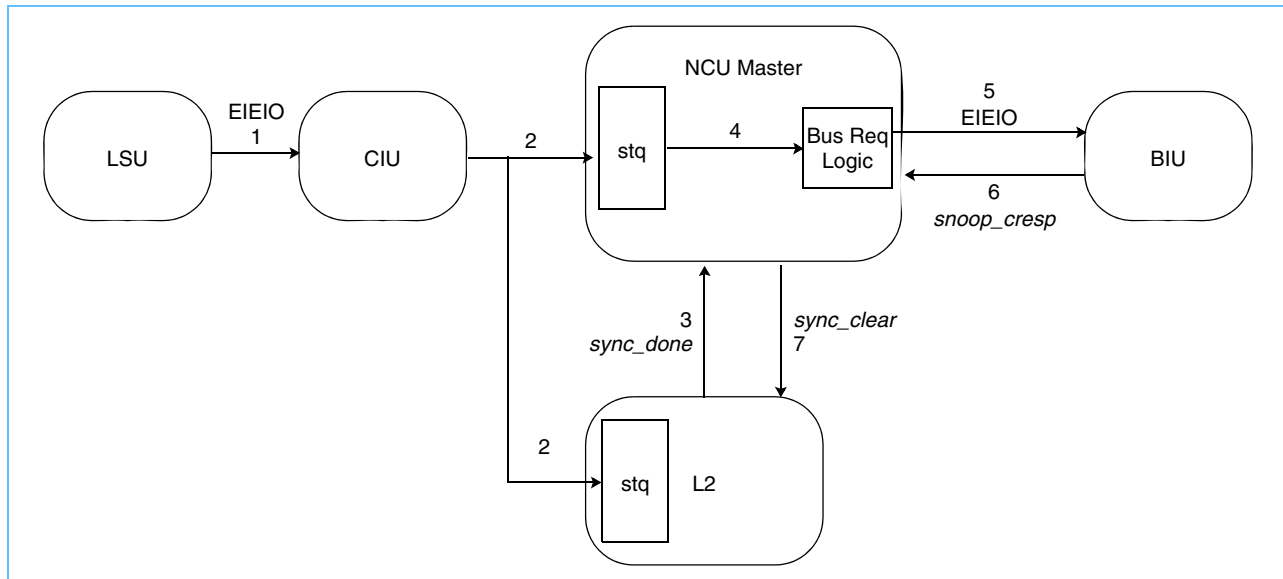 NCU Master
EIEIO
1
LSU
CIU
2
stq
4
Bus Req
Logic
5
EIEIO
BIU
6
snoop_cresp
3
sync_done
sync_clear
7
2
stq
L2